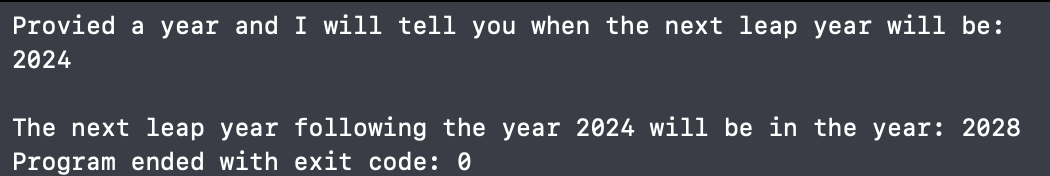 Provied a year and I will tell you when the next leap year will be:
2024
The next leap year following the year 2024 will be in the year: 2028
Program ended with exit code: 0